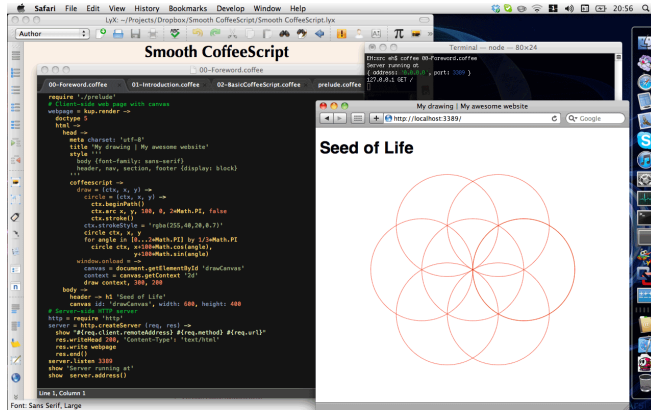 Safari File Edit View History Bookmarks Develop Window Help 20:56
LyX: ~/Projects/Dropbox/Smooth CoffeeScript/Smooth CoffeeScript.lyx
Author
Smooth CoffeeScript
Terminal — node — 80×24
EH:src eh$ coffee 00-Foreword.coffee
Server running at
{ address: '0.0.0.0', port: 3389 }
127.0.0.1 GET /
00-Foreword.coffee
00-Foreword.coffee 01-Introduction.coffee 02-BasicCoffeeScript.coffee prelude.coffee
require './prelude'
# Client-side web page with canvas
webpage = kup.render ->
doctype 5
html ->
head ->
meta charset: 'utf-8'
title 'My drawing | My awesome website'
style '''
body {font-family: sans-serif}
header, nav, section, footer {display: block}
'''
coffeescript ->
draw = (ctx, x, y) ->
circle = (ctx, x, y) ->
ctx.beginPath()
ctx.arc x, y, 100, 0, 2*Math.PI, false
ctx.stroke()
ctx.strokeStyle = 'rgba(255,40,20,0.7)'
circle ctx, x, y
for angle in [0...2*Math.PI] by 1/3*Math.PI
circle ctx, x+100*Math.cos(angle),
y+100*Math.sin(angle)
window.onload = ->
canvas = document.getElementById 'drawCanvas'
context = canvas.getContext '2d'
draw context, 300, 200
body ->
header -> h1 'Seed of Life'
canvas id: 'drawCanvas', width: 600, height: 400
# Server-side HTTP server
http = require 'http'
server = http.createServer (req, res) ->
show "#{req.client.remoteAddress} #{req.method} #{req.url}"
res.writeHead 200, 'Content-Type': 'text/html'
res.write webpage
res.end()
server.listen 3389
show 'Server running at'
show server.address()
Line 1, Column 1
Font: Sans Serif, Large
My drawing | My awesome website
http://localhost:3389/
Google
Seed of Life